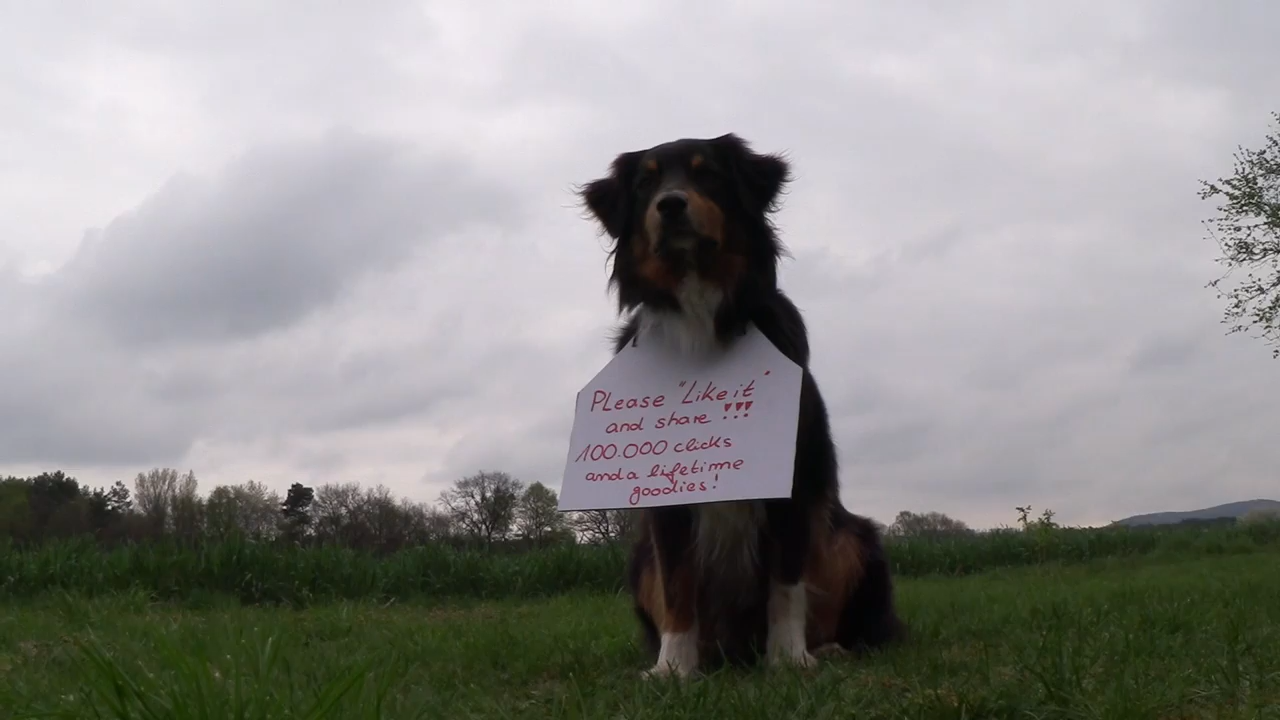 Please "Like it"
and share !!!
100.000 clicks
and a lifetime
goodies!